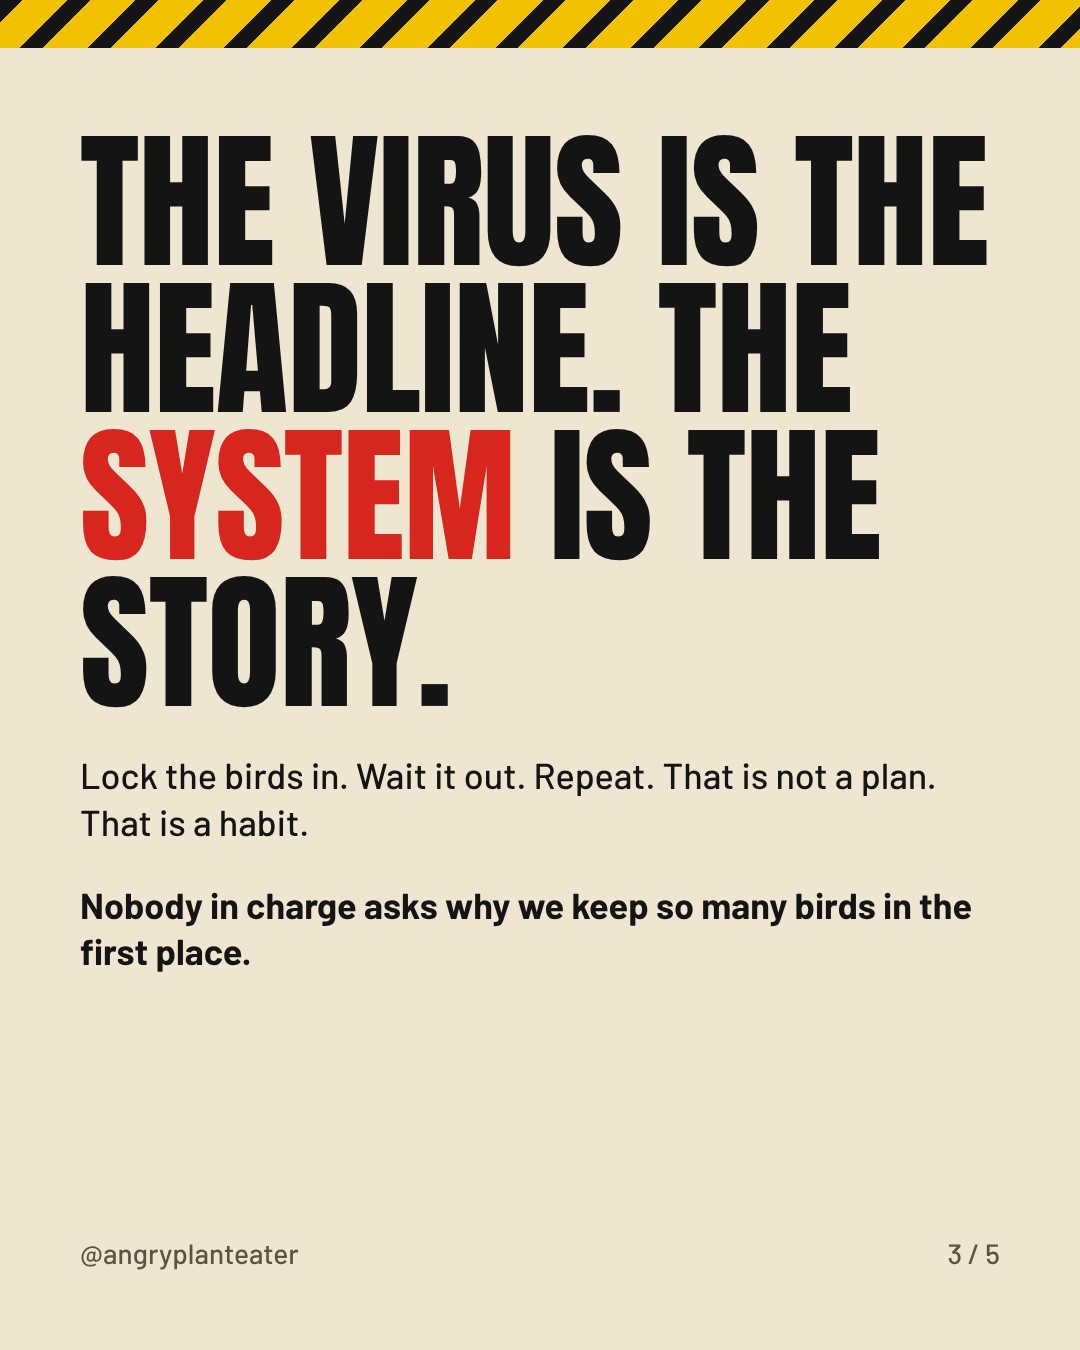 THE VIRUS IS THE
HEADLINE. THE
SYSTEM IS THE
STORY.
Lock the birds in. Wait it out. Repeat. That is not a plan.
That is a habit.
Nobody in charge asks why we keep so many birds in the
first place.
@angryplanteater
3 / 5